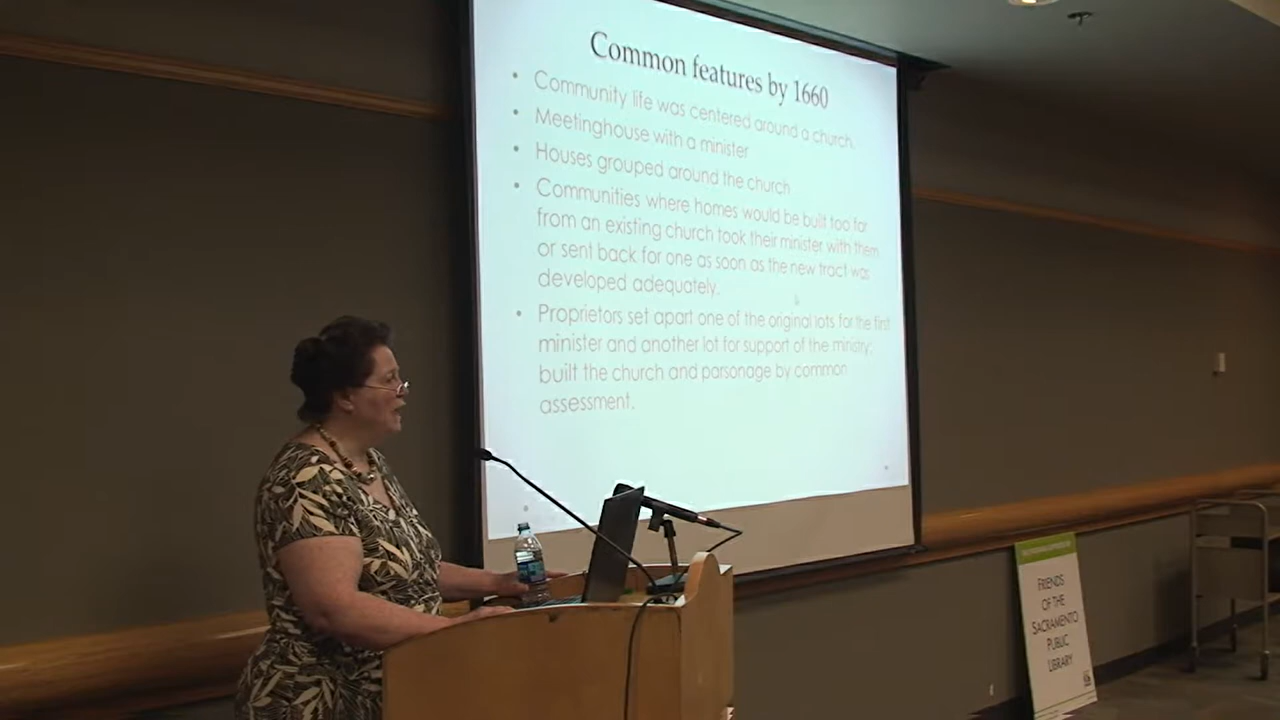 Common features by 1660
• Community life was centered around a church.
• Meetinghouse with a minister
• Houses grouped around the church
• Communities where homes would be built too far
from an existing church took their minister with them
or sent back for one as soon as the new tract was
developed adequately.
• Proprietors set apart one of the original lots for the first
minister and another lot for support of the ministry;
built the church and parsonage by common
assessment.
FRIENDS
OF THE
SACRAMENTO
PUBLIC
LIBRARY